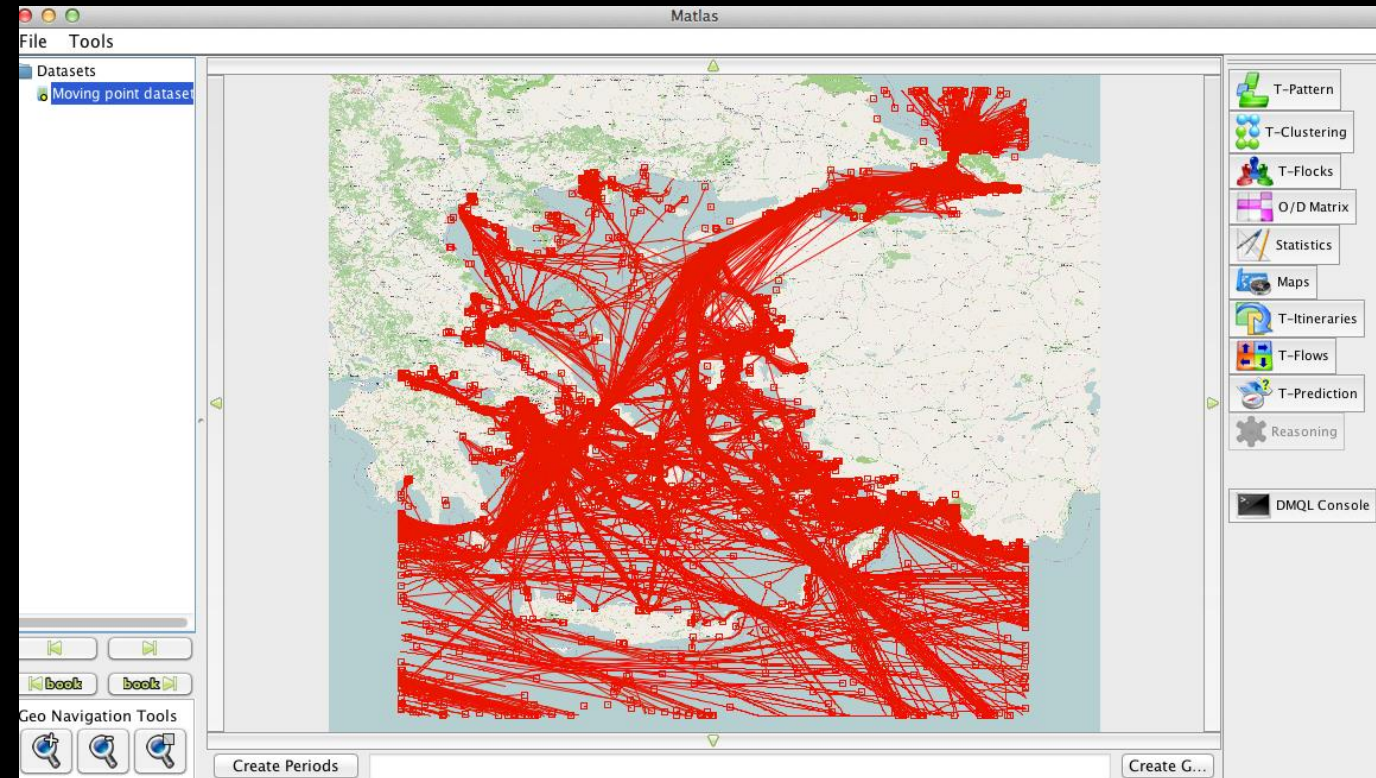 Matlas
File Tools
Datasets
Moving point dataset
T-Pattern
T-Clustering
T-Flocks
O/D Matrix
Statistics
Maps
T-Itineraries
T-Flows
T-Prediction
Reasoning
DMQL Console
book
book
Geo Navigation Tools
Create Periods
Create G...